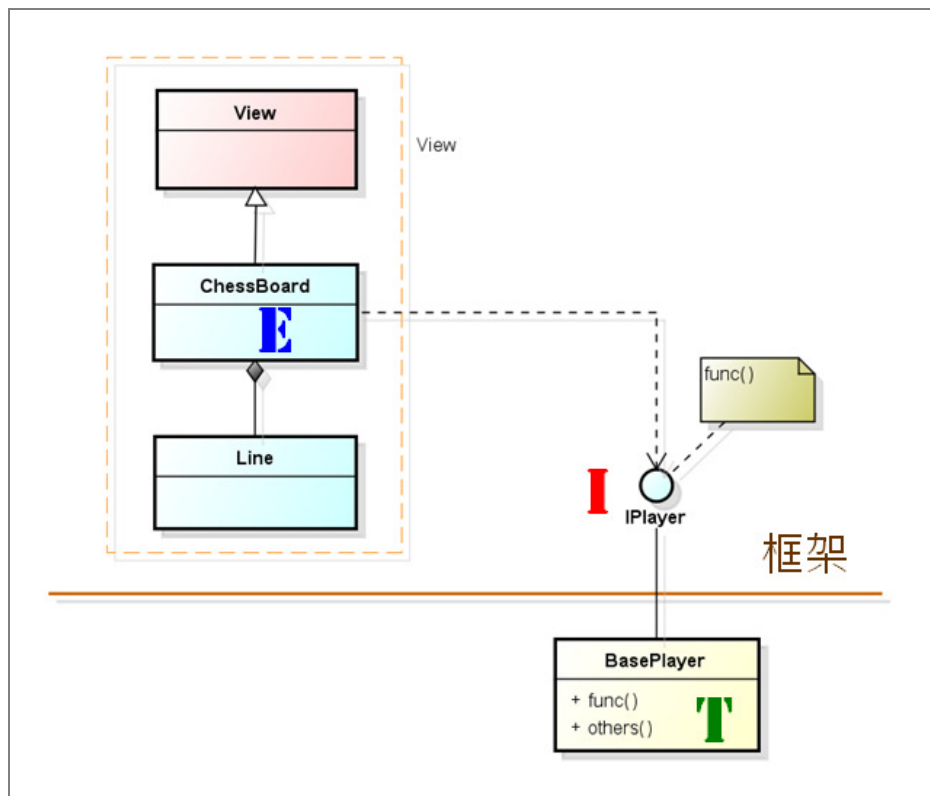 View
View
ChessBoard
E
func()
Line
I
IPlayer
框架
BasePlayer
+ func()
+ others()
T